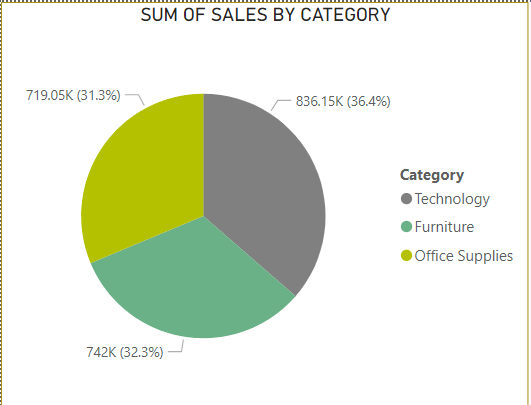 SUM OF SALES BY CATEGORY
719.05K (31.3%)
836.15K (36.4%)
Category
Technology
Furniture
Office Supplies
742K (32.3%)